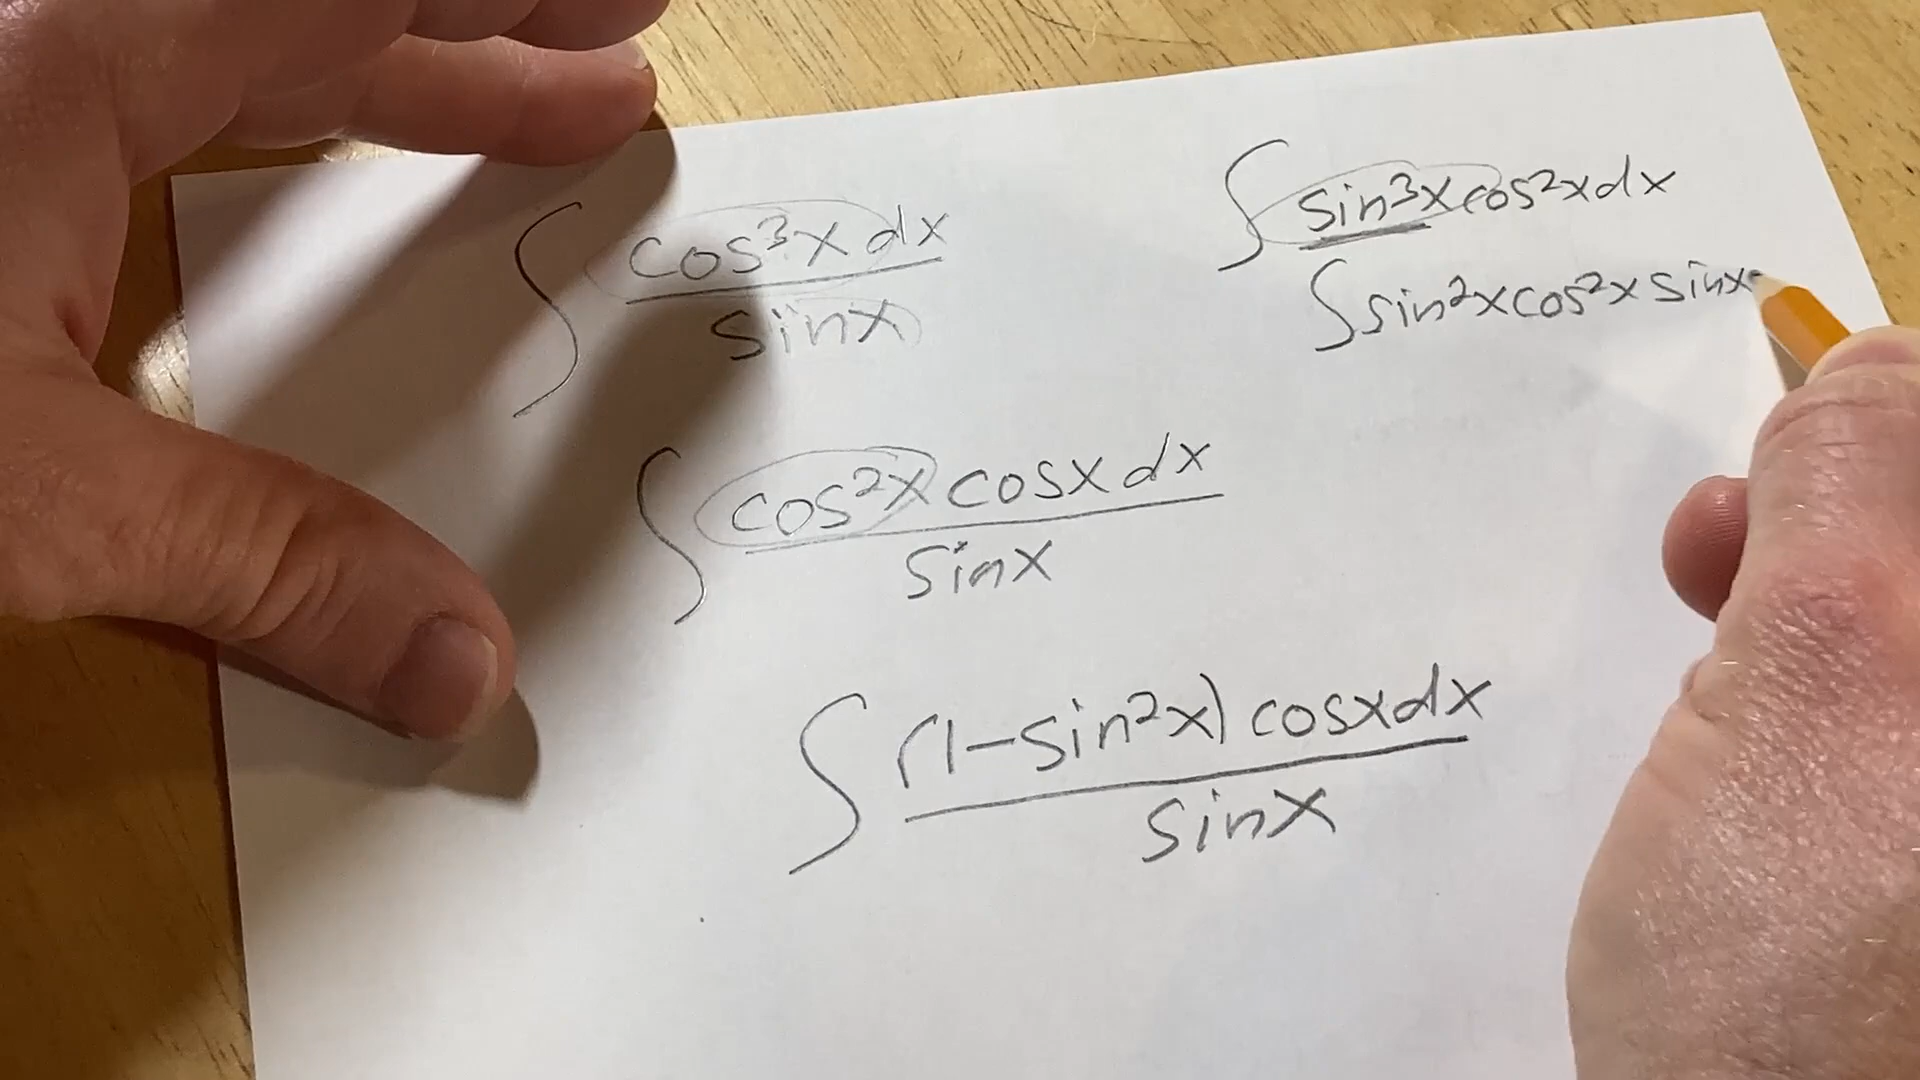 ∫ cos³x dx / sinx
∫ sin³x cos²x dx
∫ sin²x cos²x sinx
∫ cos²x cosx dx / sinx
∫ (1-sin²x) cosx dx / sinx